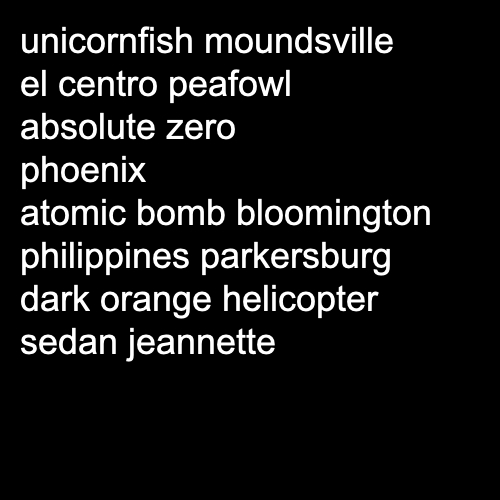 unicornfish moundsville
el centro peafowl
absolute zero
phoenix
atomic bomb bloomington
philippines parkersburg
dark orange helicopter
sedan jeannette